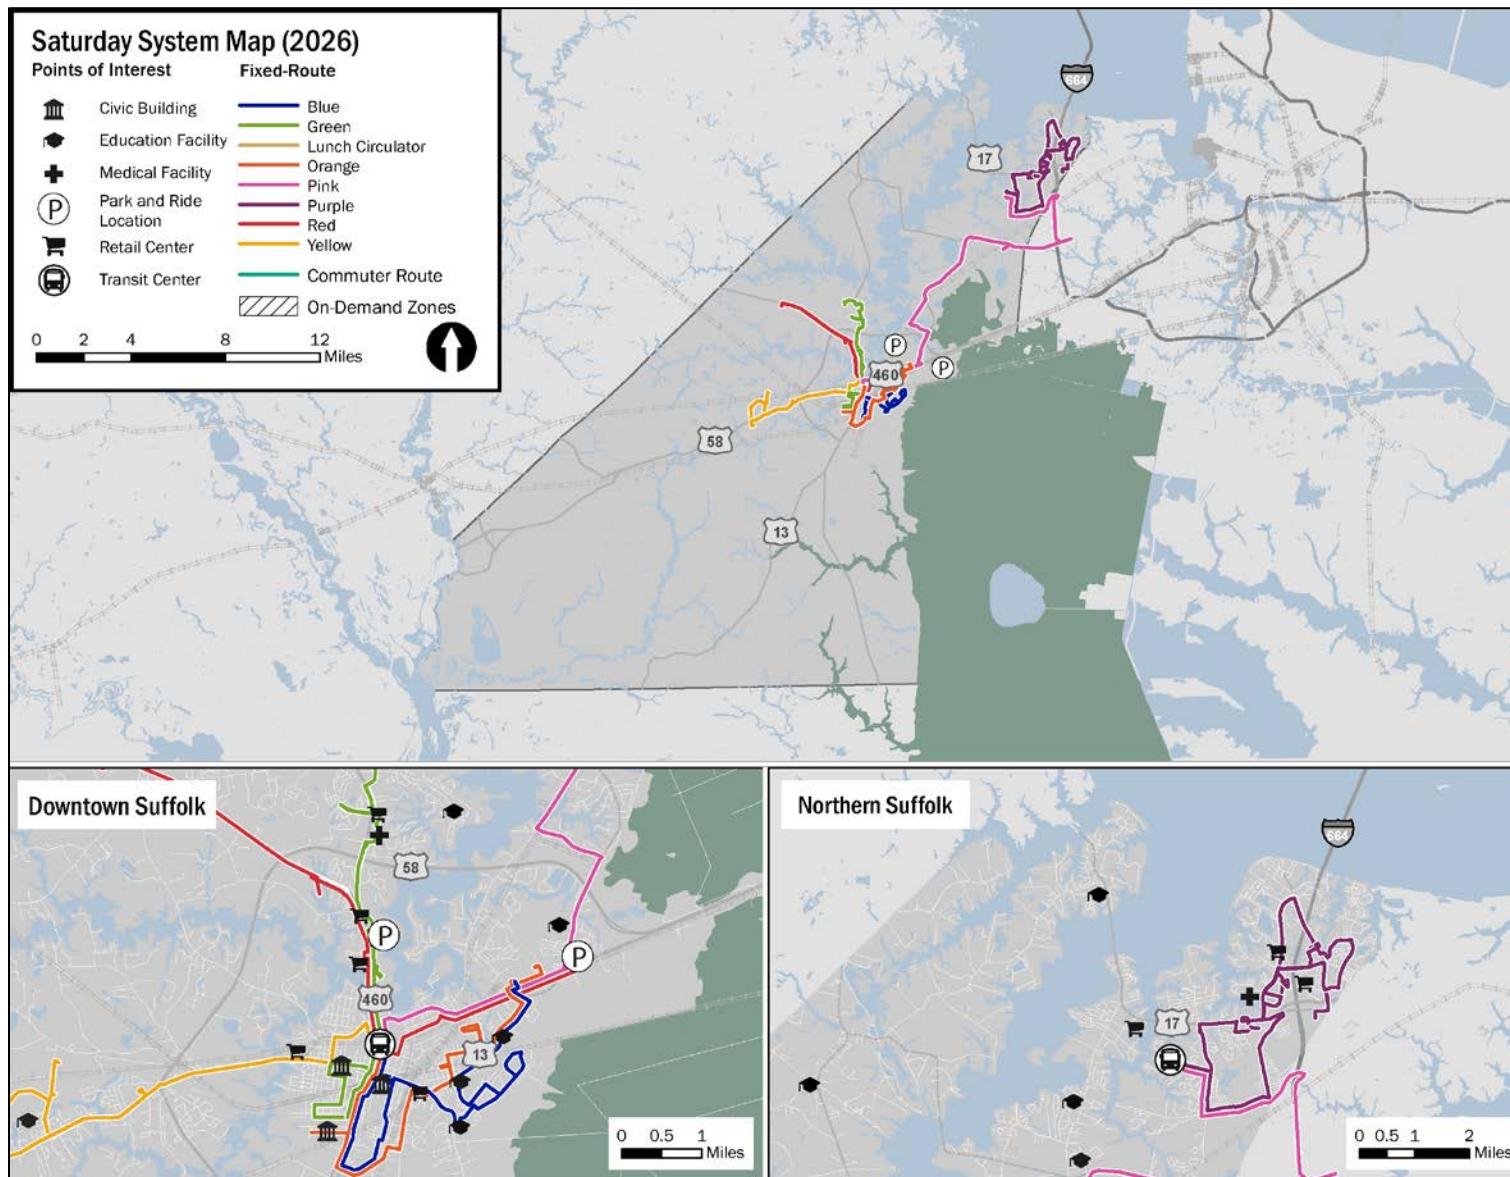 Saturday System Map (2026)
Points of Interest
Fixed-Route
Civic Building
Education Facility
Medical Facility
P
Park and Ride
Location
Retail Center
Transit Center
Blue
Green
Lunch Circulator
Orange
Pink
Purple
Red
Yellow
Commuter Route
On-Demand Zones
0 2 4 8 12
Miles
664
17
P
460
P
58
13
Downtown Suffolk
58
P
P
460
13
0 0.5 1
Miles
Northern Suffolk
664
17
0 0.5 1 2
Miles